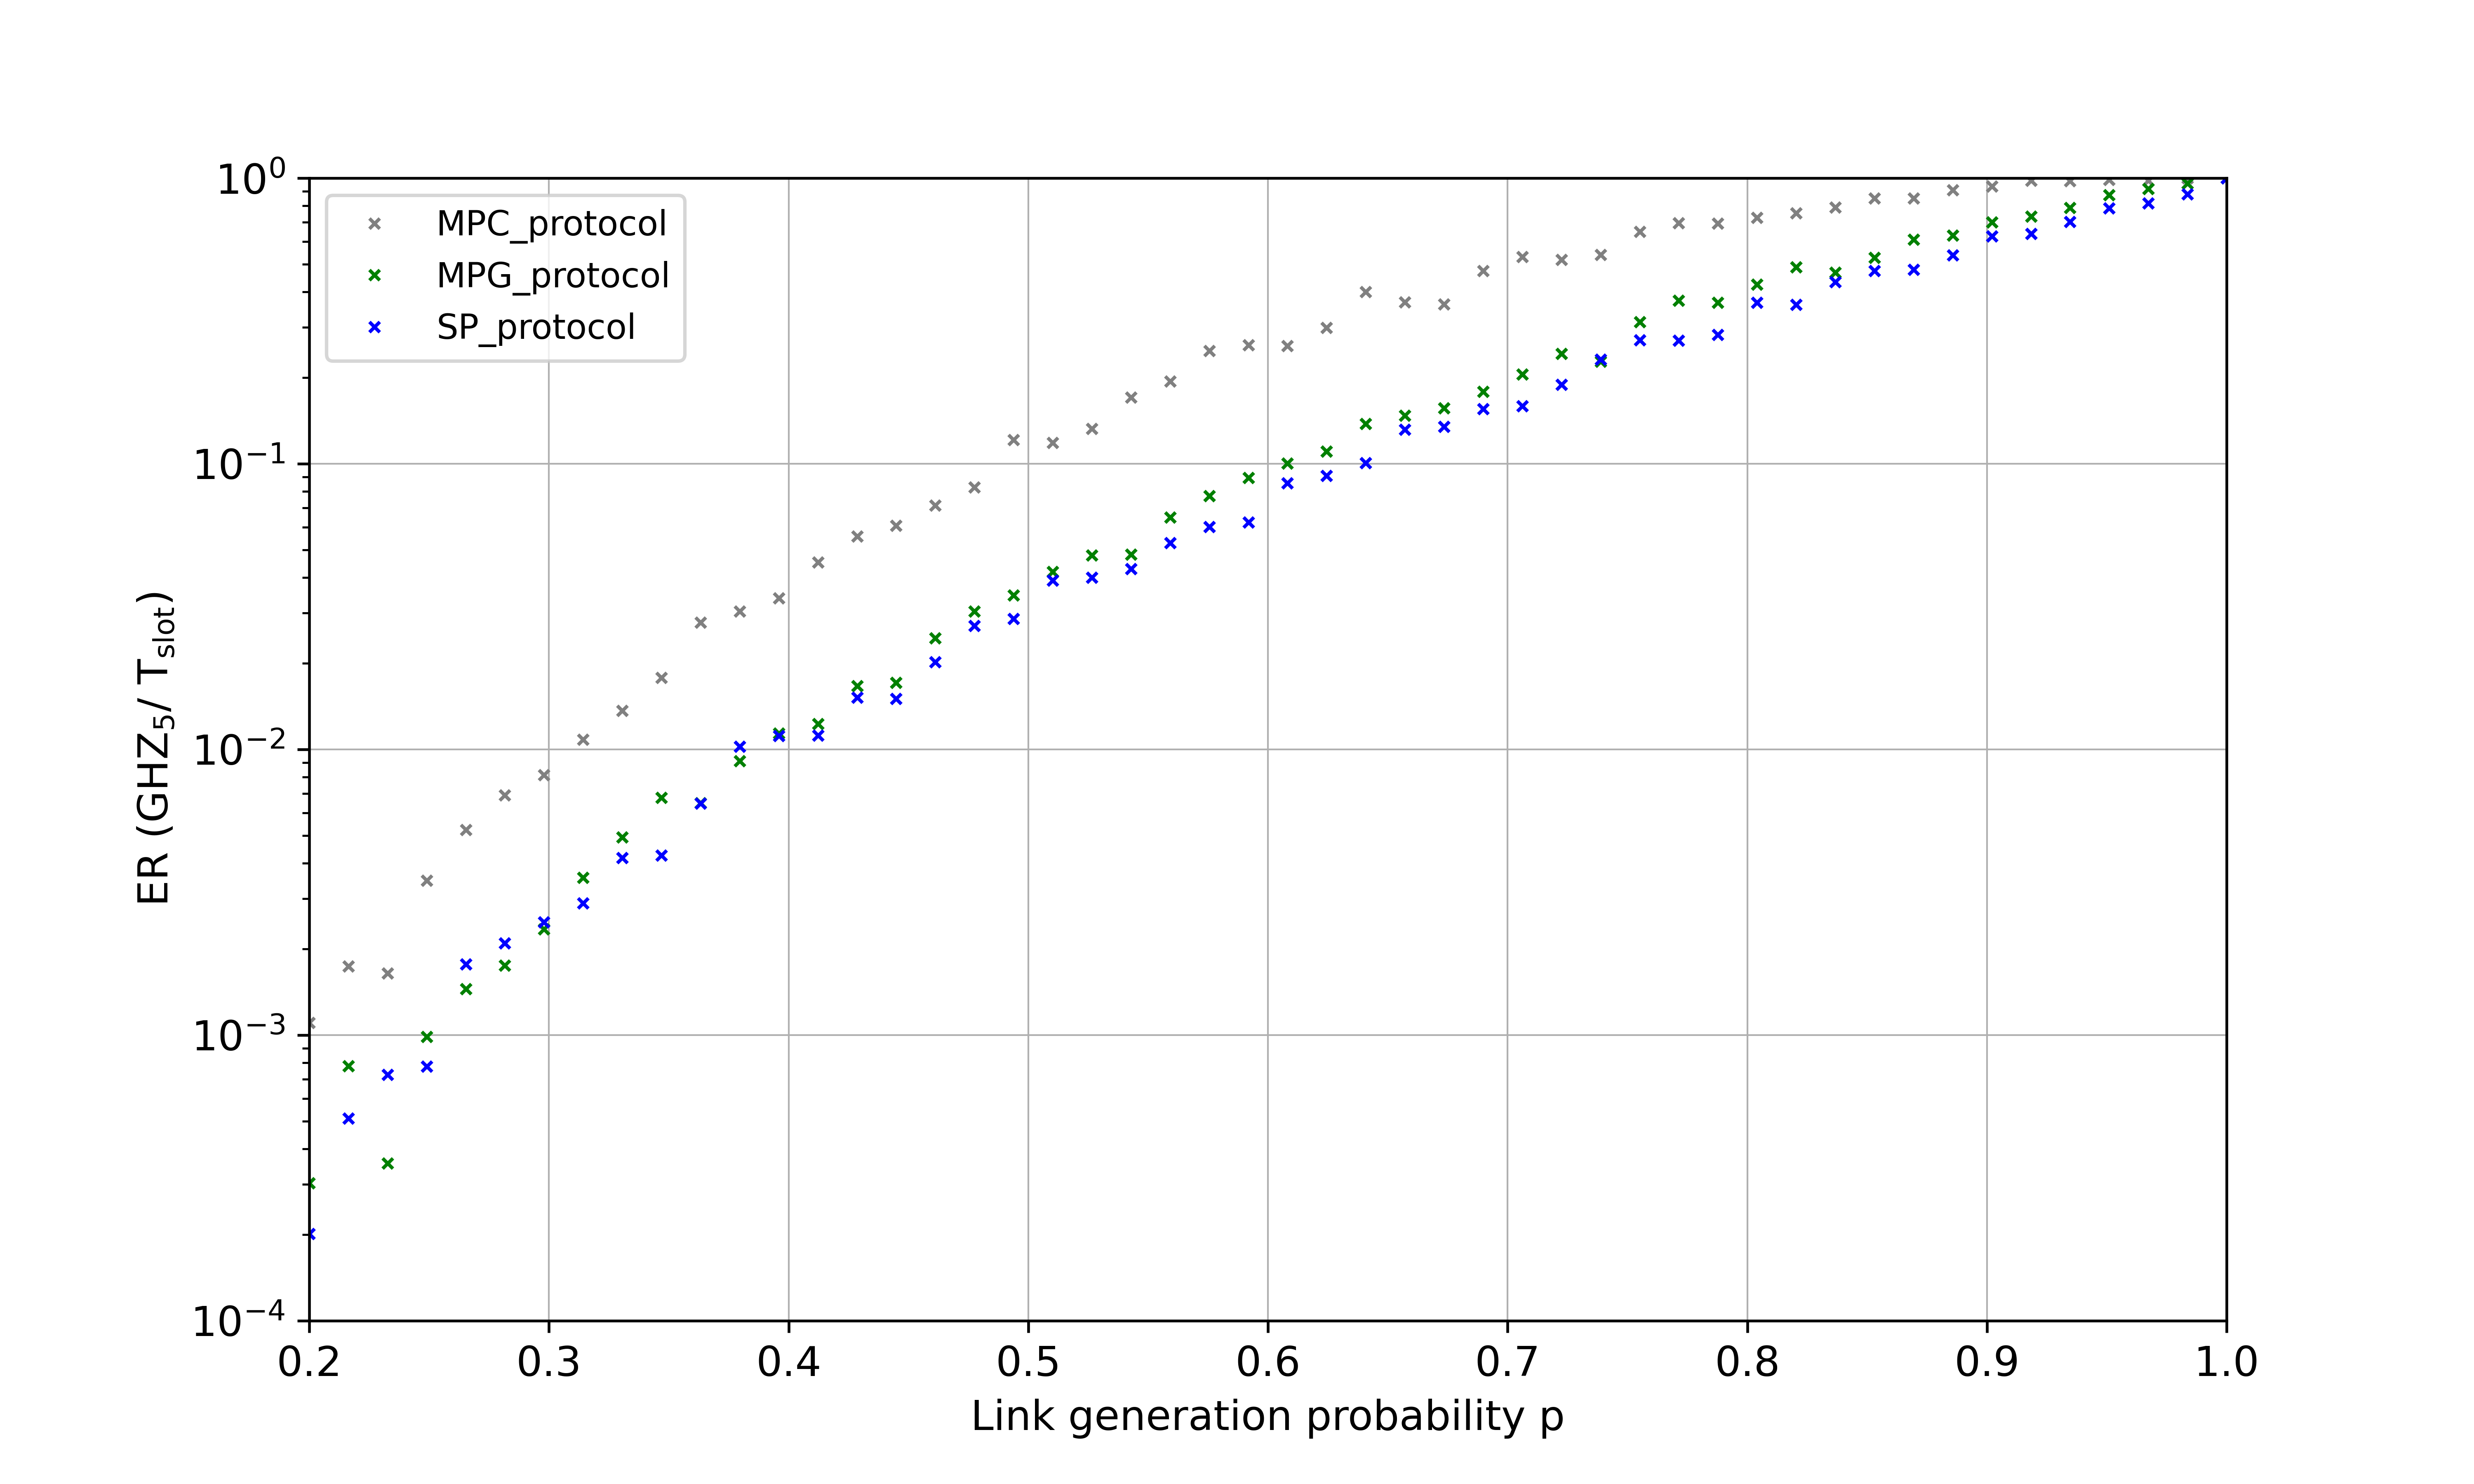 MPC_protocol
MPG_protocol
SP_protocol
10⁰
10⁻¹
10⁻²
10⁻³
10⁻⁴
ER (GHZ₅/ Tₛₗₒₜ)
0.2 0.3 0.4 0.5 0.6 0.7 0.8 0.9 1.0
Link generation probability p